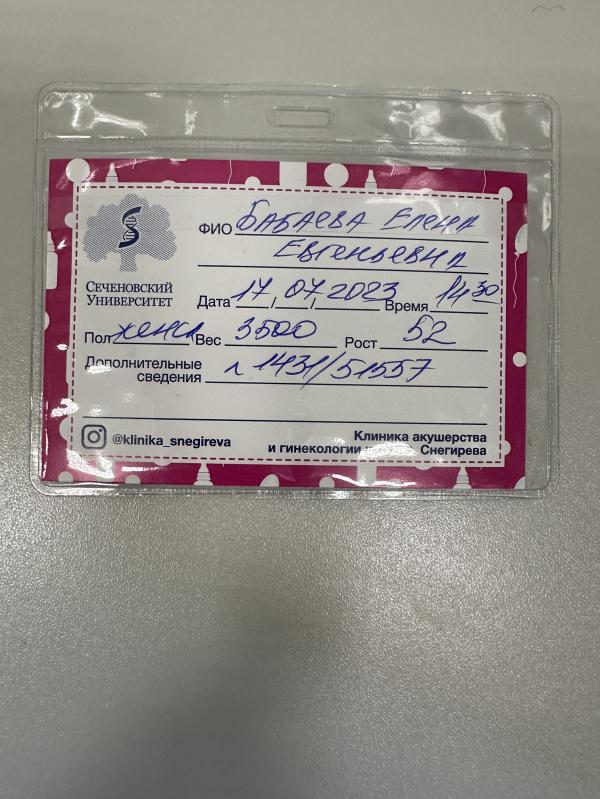 ФИО БАБАЕВА ЕЛЕНА
ЕВГЕНЬЕВНА
СЕЧЕНОВСКИЙ
УНИВЕРСИТЕТ
Дата 17, 07, 2023 Время 14 30
Пол женск Вес 3500 Рост 52
Дополнительные
сведения л 1431/51557
@klinika_snegireva
Клиника акушерства
и гинекологии
Снегирева